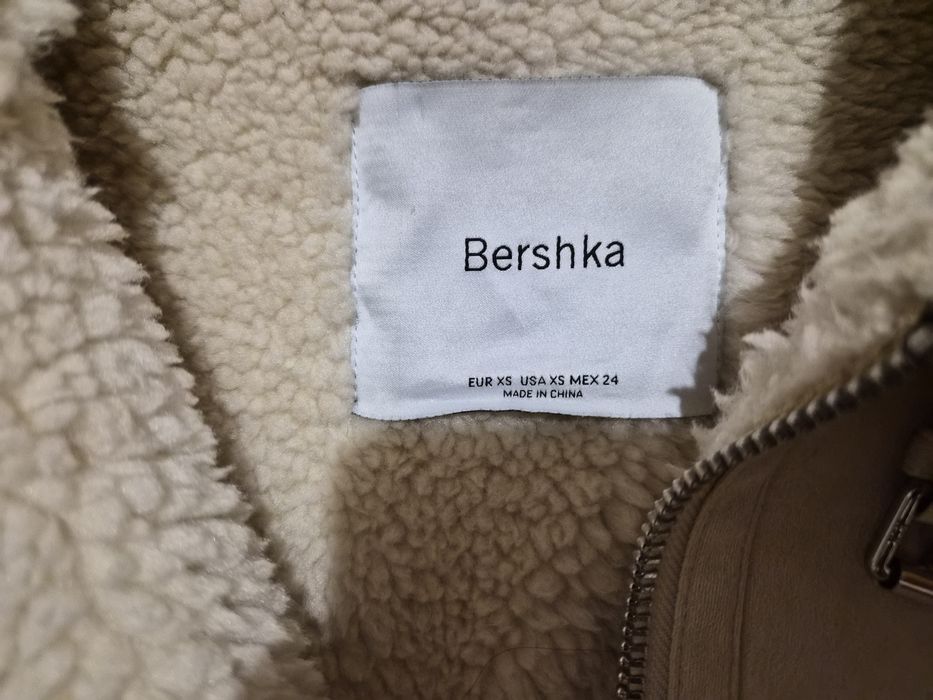 Bershka
EUR XS USA XS MEX 24
MADE IN CHINA